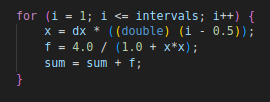 for (i = 1; i <= intervals; i++) {
    x = dx * ((double) (i - 0.5));
    f = 4.0 / (1.0 + x*x);
    sum = sum + f;
}